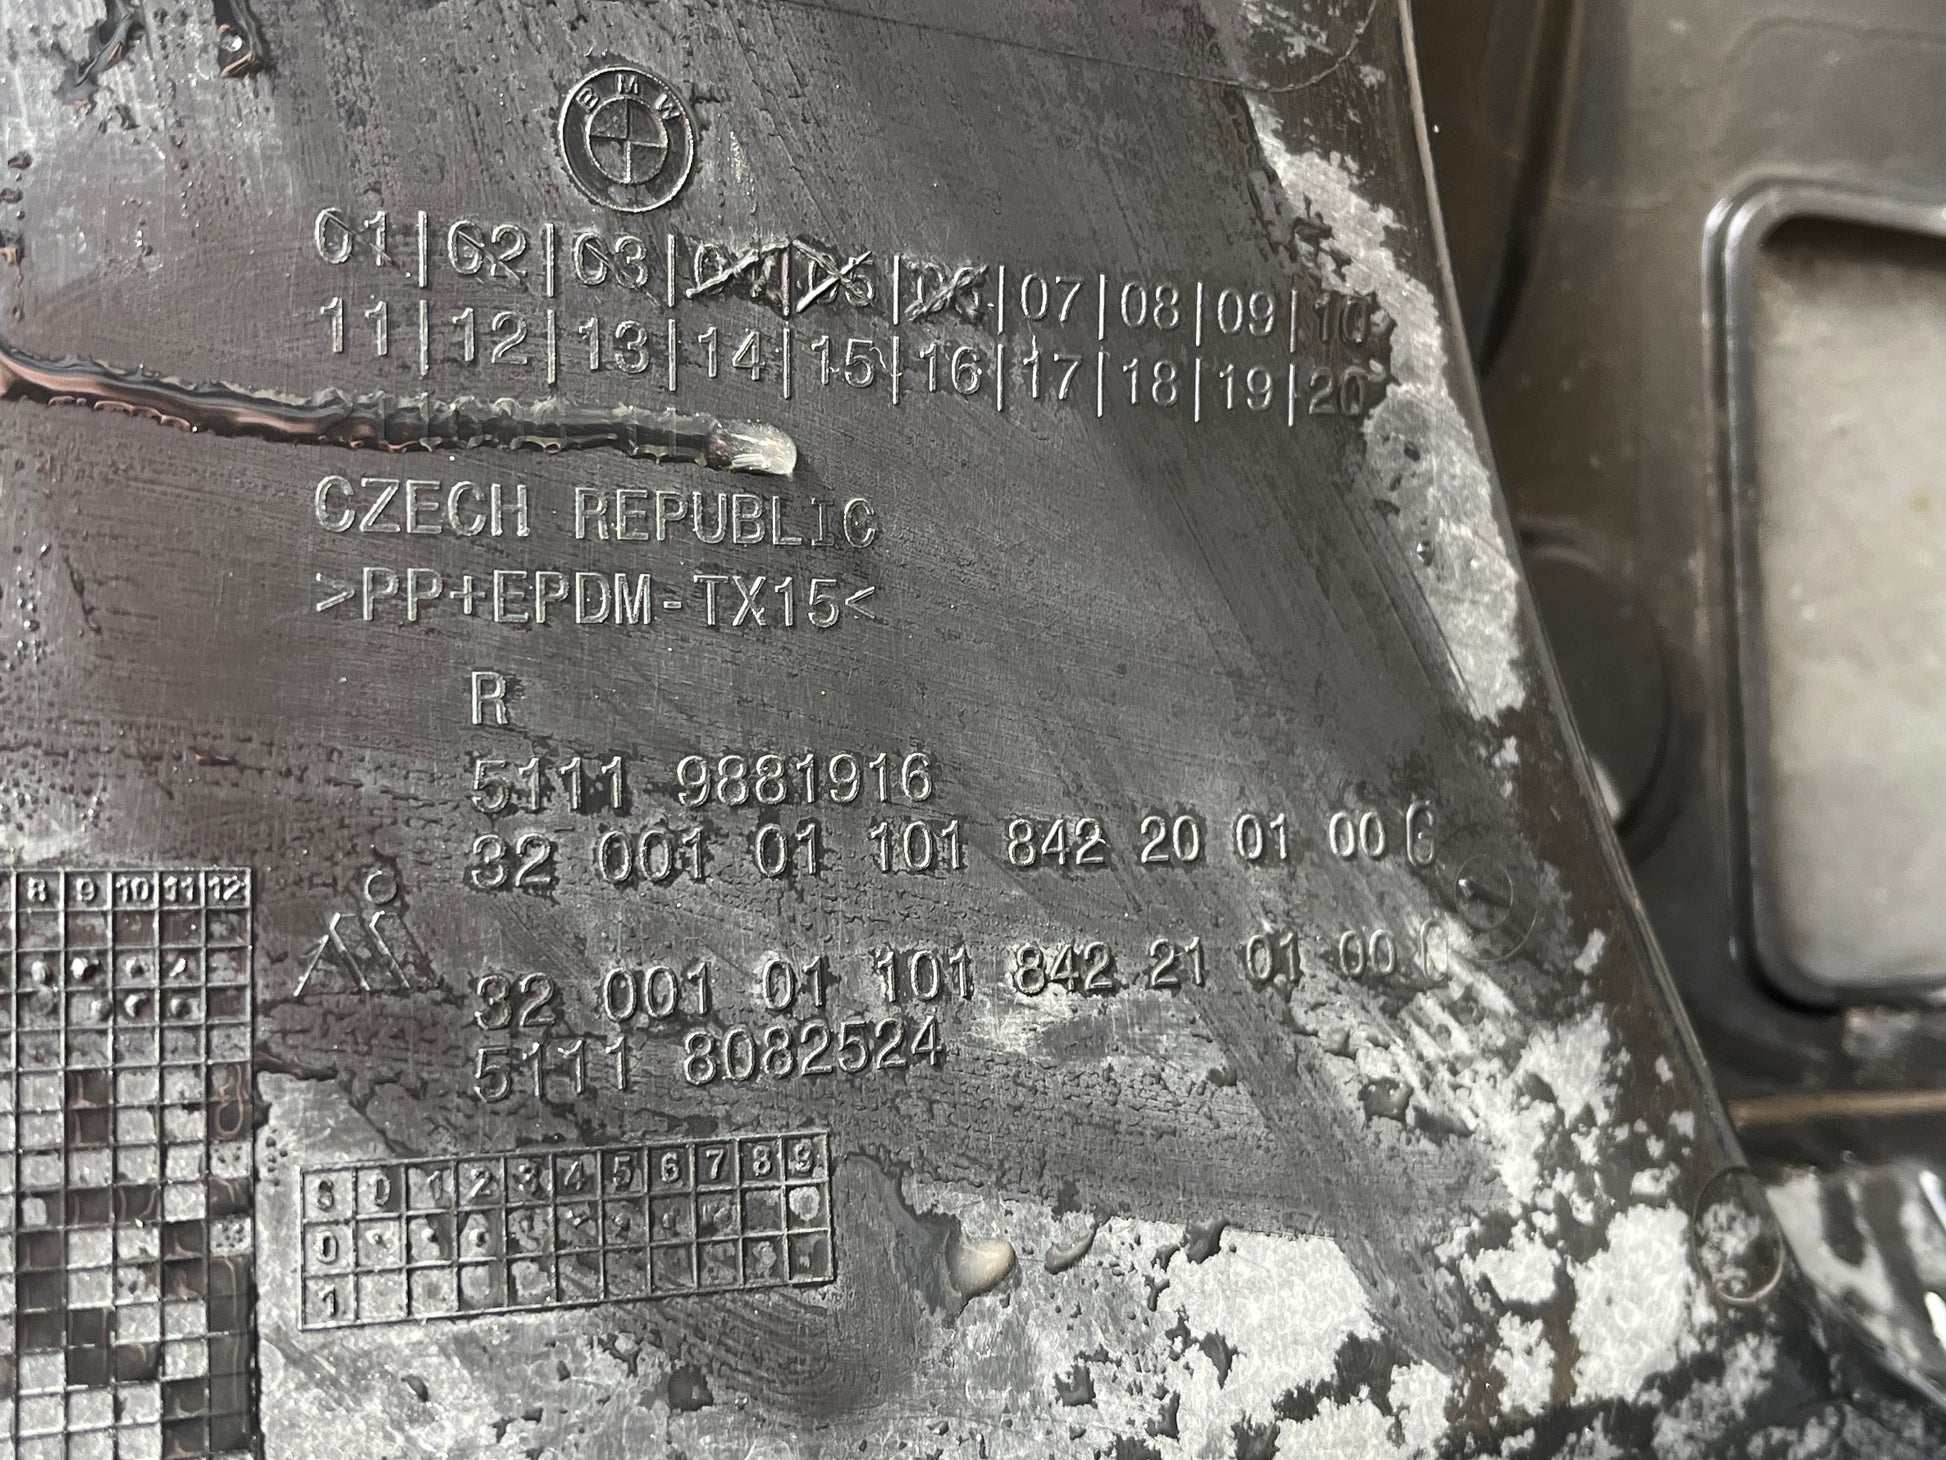 BMW
01 | 02 | 03 | 04 | 05 | 06 | 07 | 08 | 09 | 10
11 | 12 | 13 | 14 | 15 | 16 | 17 | 18 | 19 | 20
CZECH REPUBLIC
>PP+EPDM-TX15<
R
5111 9881916
32 001 01 101 842 20 01 00 G
8 9 10 11 12
32 001 01 101 842 21 01 00
5111 8082524
S 0 1 2 3 4 5 6 7 8 9
0
1